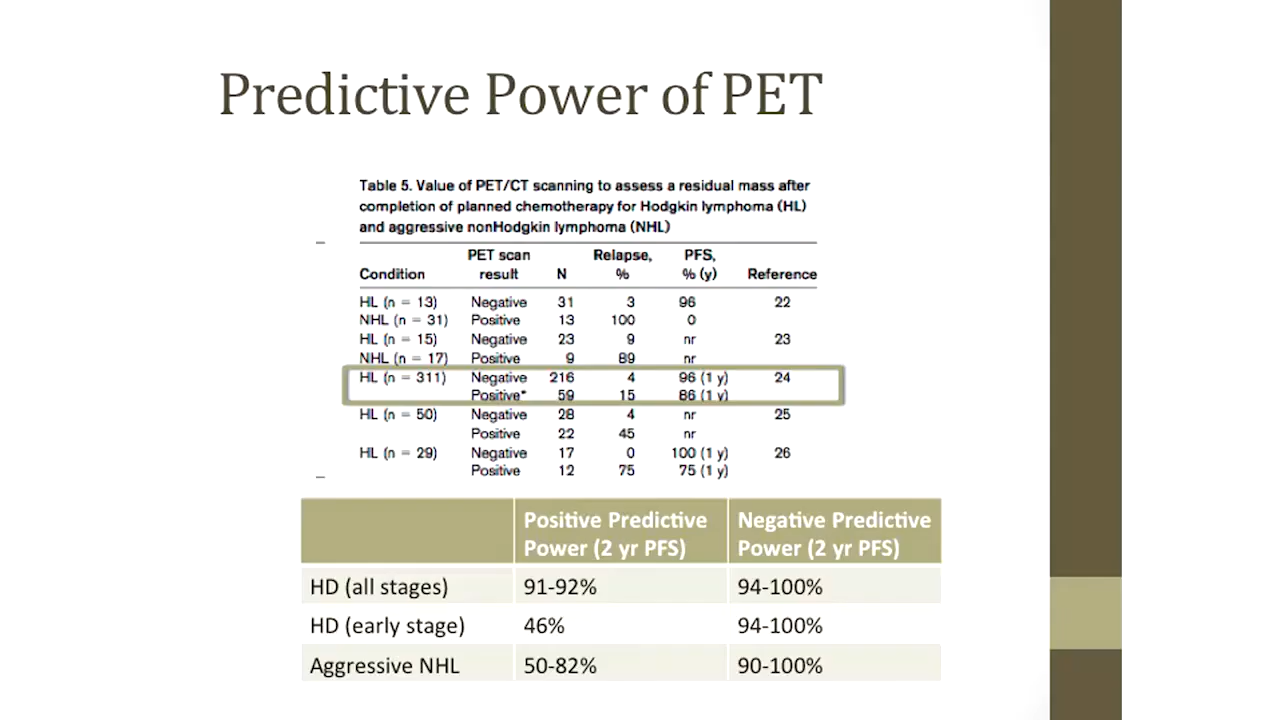 Predictive Power of PET
Table 5. Value of PET/CT scanning to assess a residual mass after
completion of planned chemotherapy for Hodgkin lymphoma (HL)
and aggressive nonHodgkin lymphoma (NHL)
Condition PET scan result N Relapse, % PFS, % (y) Reference
HL (n = 13) Negative 31 3 96 22
NHL (n = 31) Positive 13 100 0
HL (n = 15) Negative 23 9 nr 23
NHL (n = 17) Positive 9 89 nr
HL (n = 311) Negative 216 4 96 (1 y) 24
Positive* 59 15 86 (1 y)
HL (n = 50) Negative 28 4 nr 25
Positive 22 45 nr
HL (n = 29) Negative 17 0 100 (1 y) 26
Positive 12 75 75 (1 y)
Positive Predictive Power (2 yr PFS) Negative Predictive Power (2 yr PFS)
HD (all stages) 91-92% 94-100%
HD (early stage) 46% 94-100%
Aggressive NHL 50-82% 90-100%